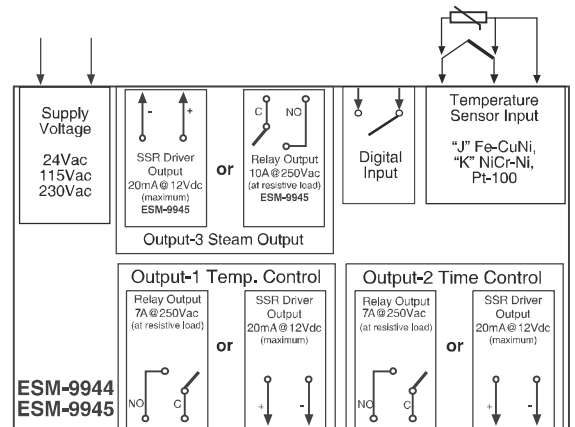 Supply
Voltage
24Vac
115Vac
230Vac
- +
SSR Driver
Output
20mA@12Vdc
(maximum)
ESM-9945
or
C NO
Relay Output
10A@250Vac
(at resistive load)
ESM-9945
Output-3 Steam Output
Digital
Input
Temperature
Sensor Input
"J" Fe-CuNi,
"K" NiCr-Ni,
Pt-100
Output-1 Temp. Control
Relay Output
7A@250Vac
(at resistive load)
NO C
or
SSR Driver
Output
20mA@12Vdc
(maximum)
+ -
Output-2 Time Control
Relay Output
7A@250Vac
(at resistive load)
NO C
or
SSR Driver
Output
20mA@12Vdc
(maximum)
+ -
ESM-9944
ESM-9945